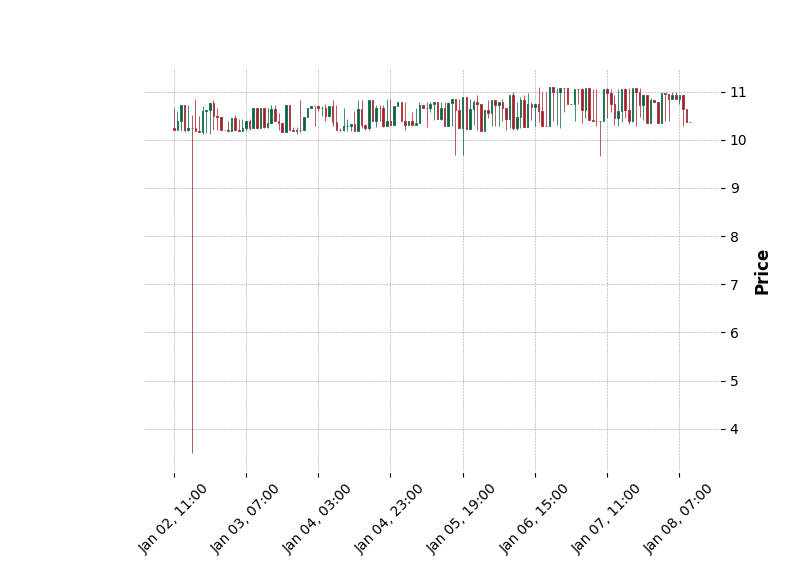 11
10
9
8
7
6
5
4
Price
Jan 02, 11:00
Jan 03, 07:00
Jan 04, 03:00
Jan 04, 23:00
Jan 05, 19:00
Jan 06, 15:00
Jan 07, 11:00
Jan 08, 07:00